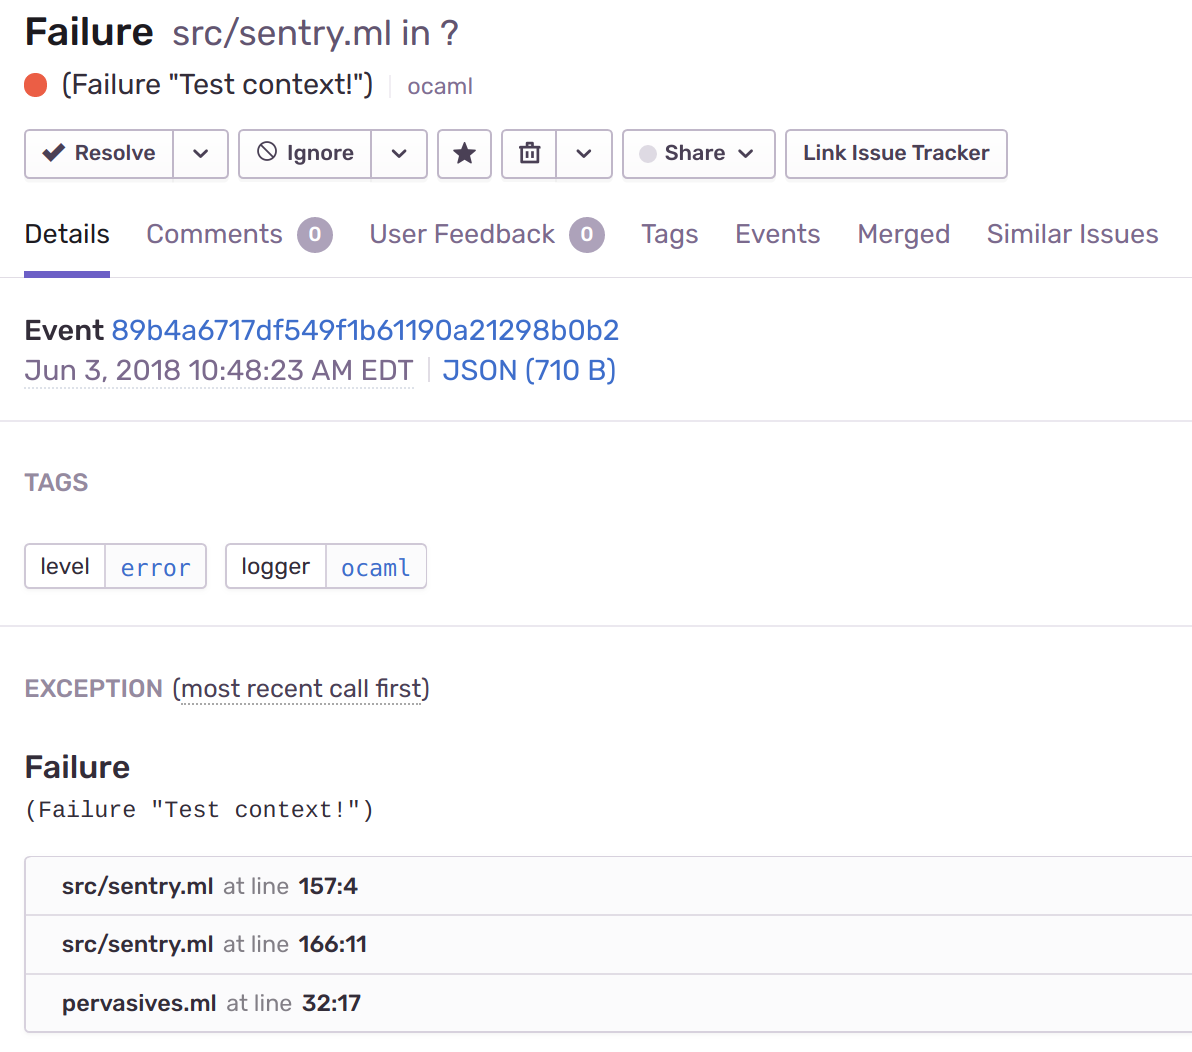 Failure src/sentry.ml in ?
(Failure "Test context!") ocaml
Resolve Ignore Share Link Issue Tracker
Details Comments 0 User Feedback 0 Tags Events Merged Similar Issues
Event 89b4a6717df549f1b61190a21298b0b2
Jun 3, 2018 10:48:23 AM EDT JSON (710 B)
TAGS
level error logger ocaml
EXCEPTION (most recent call first)
Failure
(Failure "Test context!")
src/sentry.ml at line 157:4
src/sentry.ml at line 166:11
pervasives.ml at line 32:17